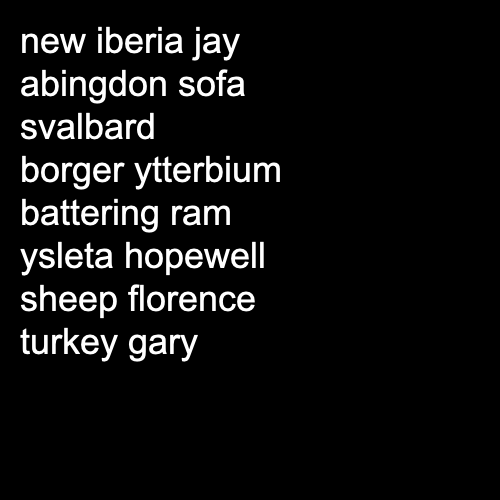 new iberia jay
abingdon sofa
svalbard
borger ytterbium
battering ram
ysleta hopewell
sheep florence
turkey gary